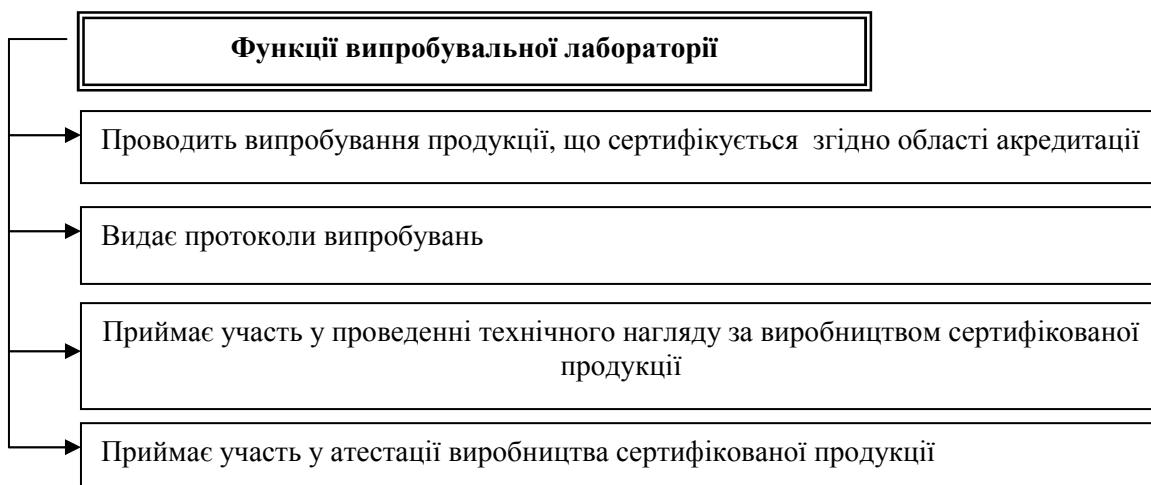 Функції випробувальної лабораторії
Проводить випробування продукції, що сертифікується згідно області акредитації
Видає протоколи випробувань
Приймає участь у проведенні технічного нагляду за виробництвом сертифікованої
продукції
Приймає участь у атестації виробництва сертифікованої продукції